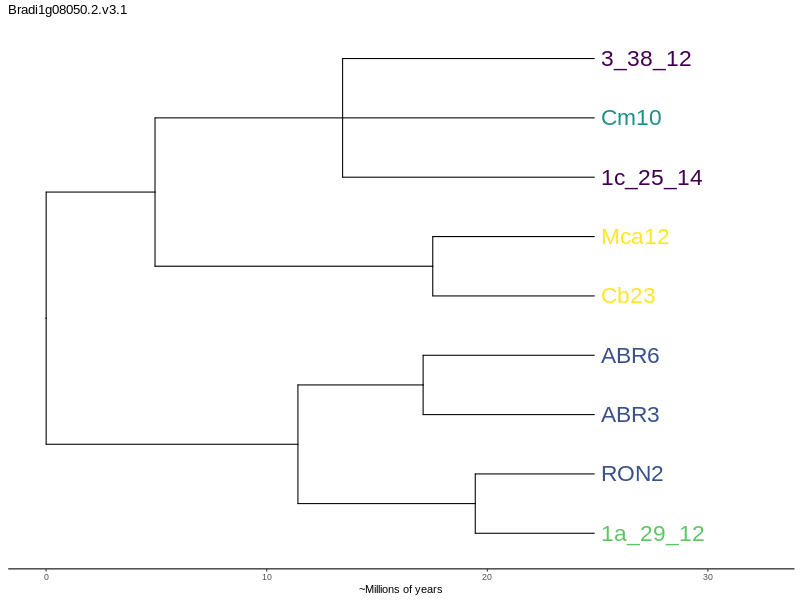 Bradi1g08050.2.v3.1
3_38_12
Cm10
1c_25_14
Mca12
Cb23
ABR6
ABR3
RON2
1a_29_12
0 10 20 30
~Millions of years